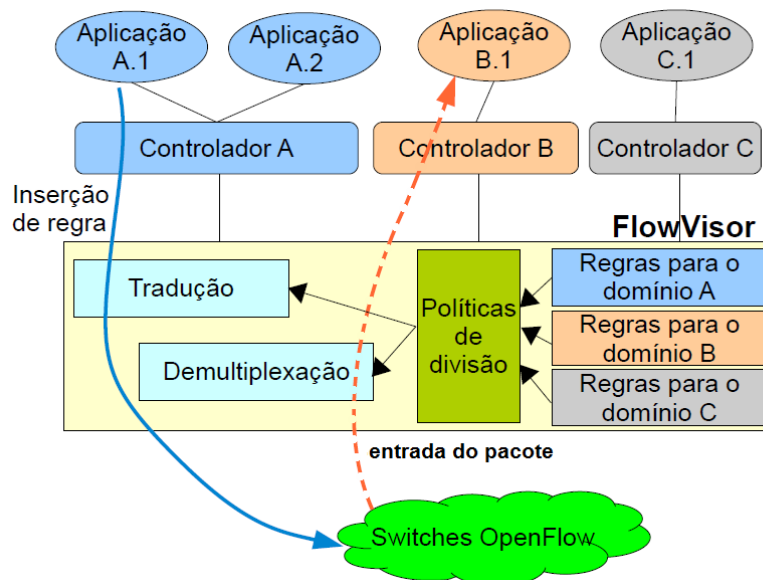 Aplicação
A.1
Aplicação
A.2
Aplicação
B.1
Aplicação
C.1
Controlador A
Controlador B
Controlador C
Inserção
de regra
FlowVisor
Tradução
Demultiplexação
Políticas
de
divisão
Regras para o
domínio A
Regras para o
domínio B
Regras para o
domínio C
entrada do pacote
Switches OpenFlow